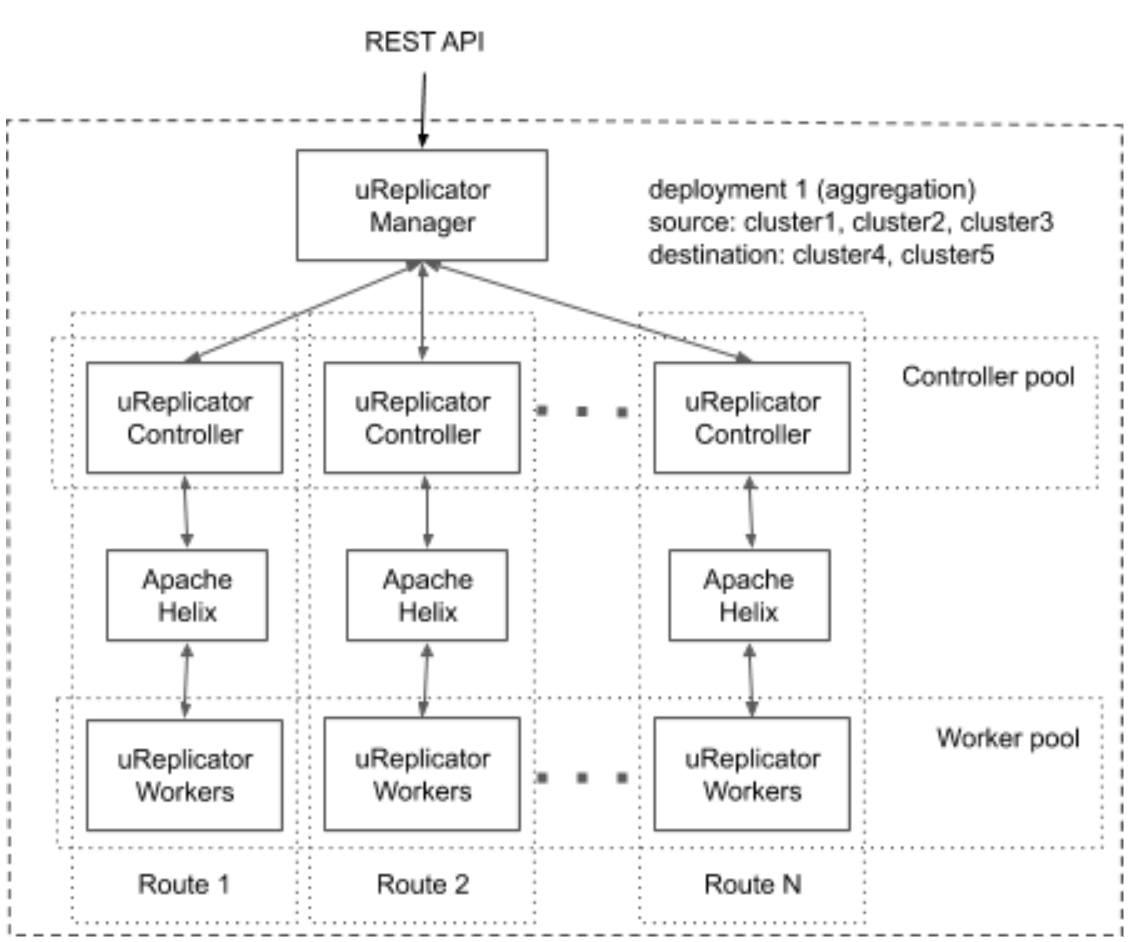 REST API
uReplicator
Manager
deployment 1 (aggregation)
source: cluster1, cluster2, cluster3
destination: cluster4, cluster5
Controller pool
uReplicator
Controller
uReplicator
Controller
uReplicator
Controller
Apache
Helix
Apache
Helix
Apache
Helix
Worker pool
uReplicator
Workers
uReplicator
Workers
uReplicator
Workers
Route 1
Route 2
Route N